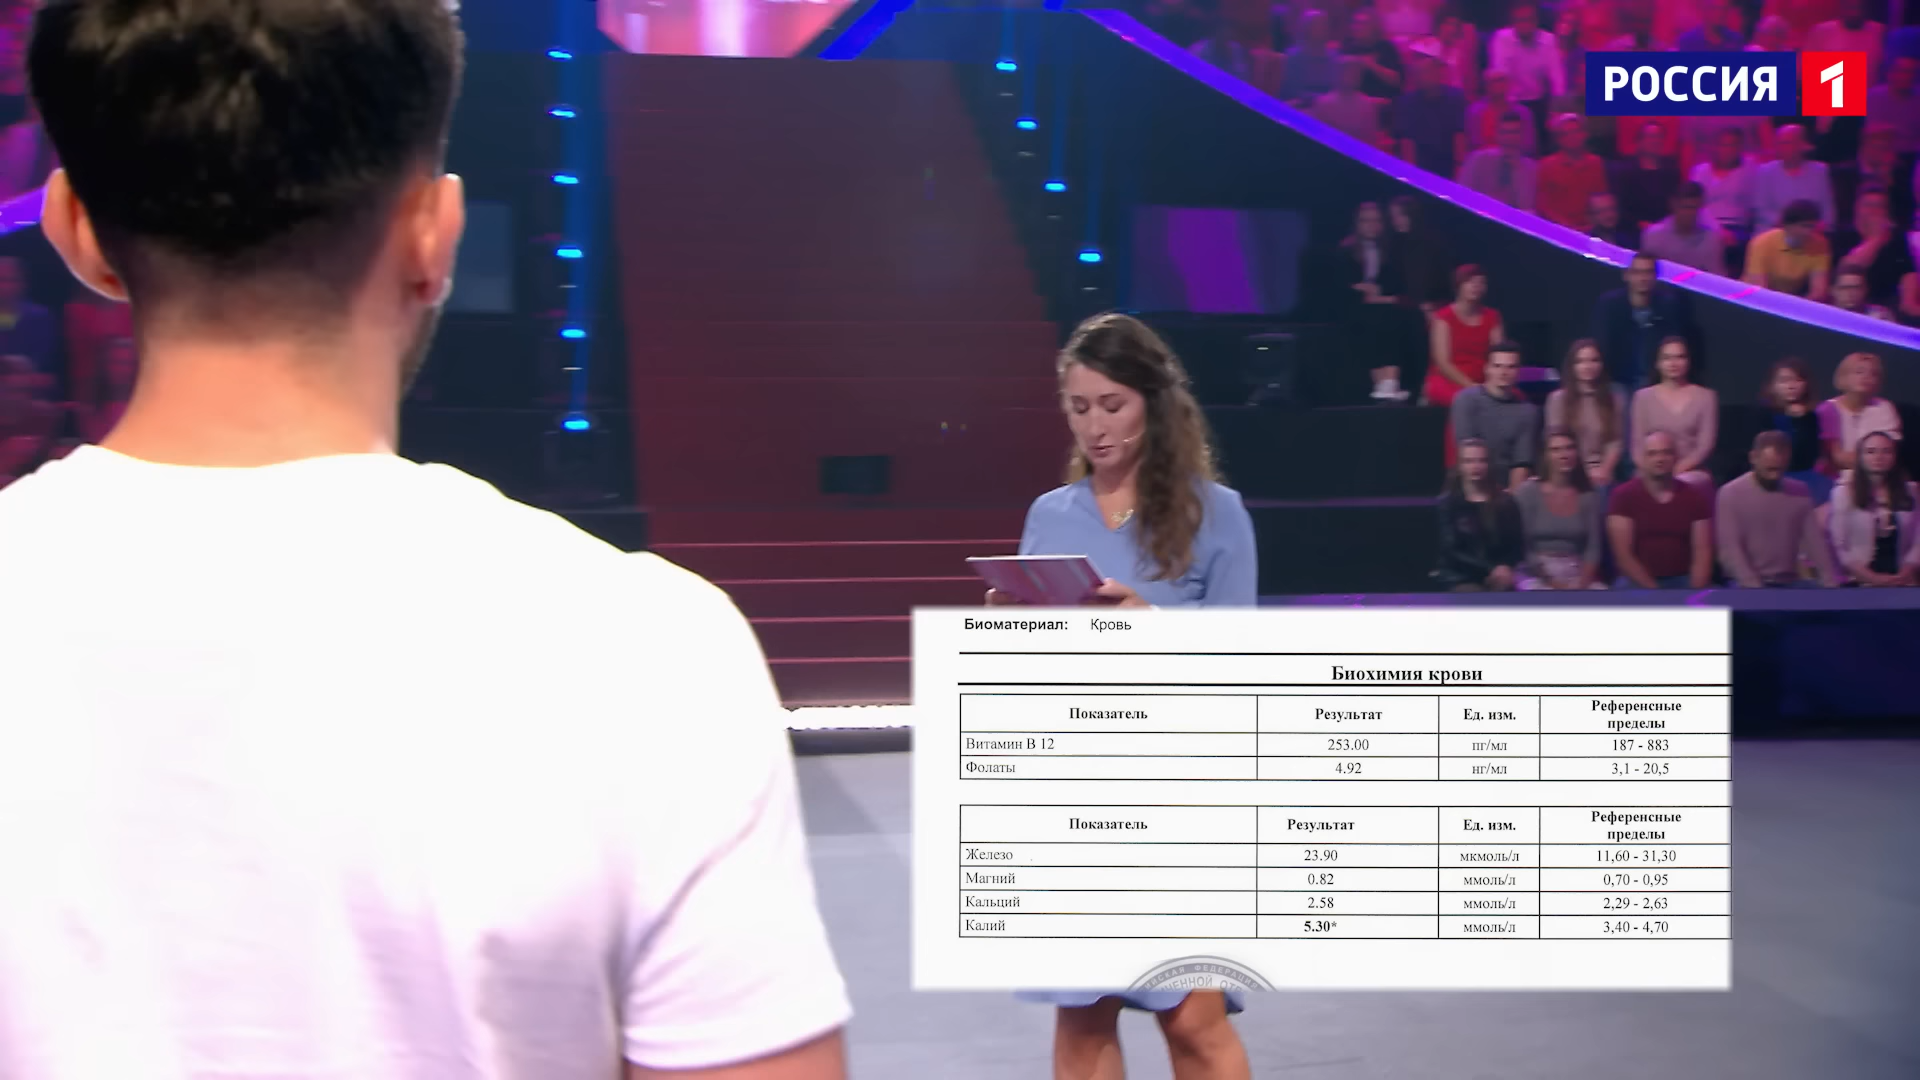 РОССИЯ 1
Биоматериал: Кровь
Биохимия крови
Показатель Результат Ед. изм. Референсные пределы
Витамин В 12 253.00 пг/мл 187 - 883
Фолаты 4.92 нг/мл 3,1 - 20,5
Показатель Результат Ед. изм. Референсные пределы
Железо 23.90 мкмоль/л 11,60 - 31,30
Магний 0.82 ммоль/л 0,70 - 0,95
Кальций 2.58 ммоль/л 2,29 - 2,63
Калий 5.30* ммоль/л 3,40 - 4,70